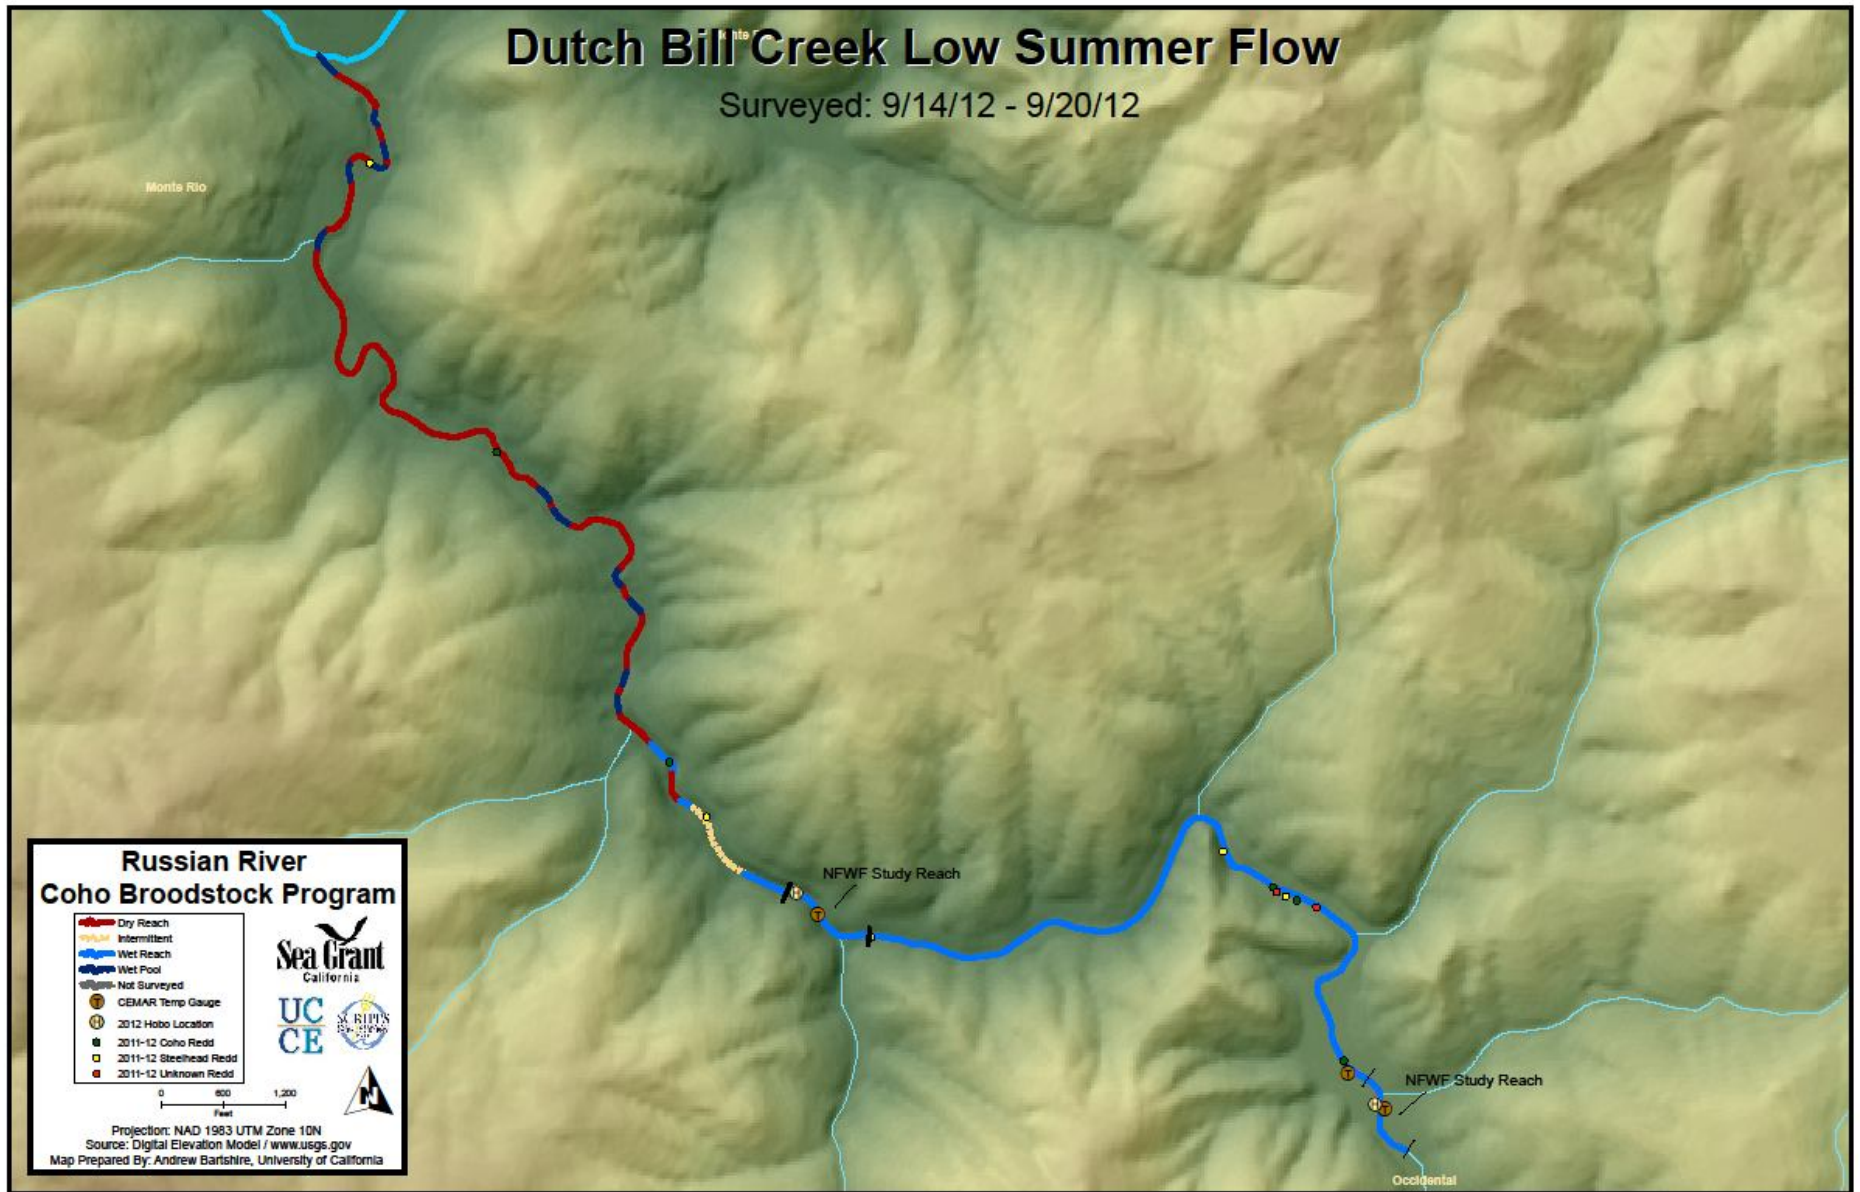 Dutch Bill Creek Low Summer Flow
Surveyed: 9/14/12 - 9/20/12
Monte Rio
NFWF Study Reach
NFWF Study Reach
Occidental
Russian River
Coho Broodstock Program
Dry Reach
Intermittent
Wet Reach
Wet Pool
Not Surveyed
T CEMAR Temp Gauge
H 2012 Hobo Location
2011-12 Coho Redd
2011-12 Steelhead Redd
2011-12 Unknown Redd
0 600 1,200
Feet
Sea Grant
California
UC
CE
SCRIPPS
N
Projection: NAD 1983 UTM Zone 10N
Source: Digital Elevation Model / www.usgs.gov
Map Prepared By: Andrew Bartshire, University of California